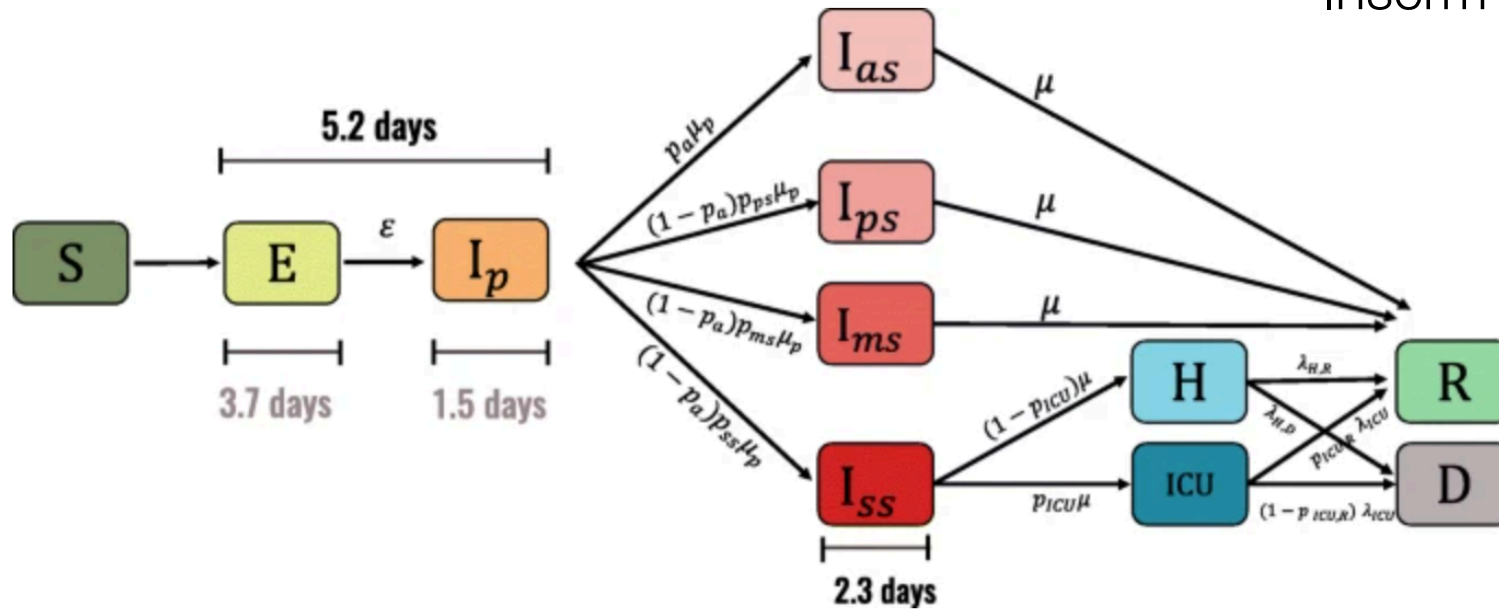 I_as
μ
5.2 days
p_a μ_p
(1 − p_a)p_ps μ_p
I_ps
μ
S
E
ε
I_p
(1 − p_a)p_ms μ_p
I_ms
μ
3.7 days
1.5 days
(1 − p_a)p_ss μ_p
(1 − p_ICU)μ
H
λ_H,R
R
λ_H,D
p_ICU,R λ_ICU
I_ss
p_ICU μ
ICU
(1 − p_ICU,R) λ_ICU
D
2.3 days